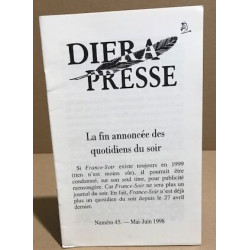 DIERA
PRESSE
La fin annoncée des
quotidiens du soir
Si France-Soir existe toujours en 1999
(rien n'est moins sûr), il pourrait être
condamné, sur son seul titre, pour publicité
mensongère. Car France-Soir ne sera plus un
journal du soir. En fait, France-Soir n'est déjà
plus un quotidien du soir depuis le 27 avril
dernier.
Numéro 45. — Mai-Juin 1998